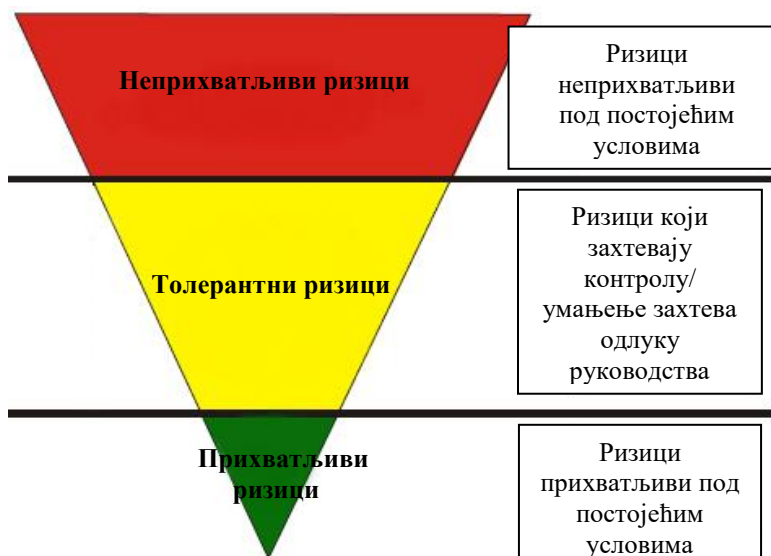 Неприхватљиви ризици
Ризици
неприхватљиви
под постојећим
условима
Толерантни ризици
Ризици који
захтевају
контролу/
умањење захтева
одлуку
руководства
Прихватљиви
ризици
Ризици
прихватљиви под
постојећим
условима